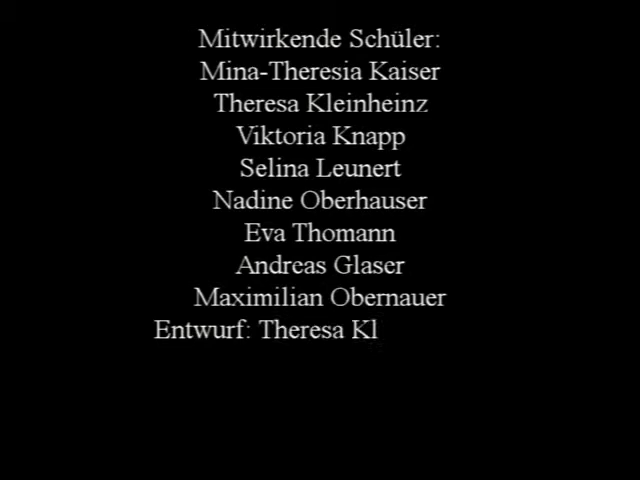 Mitwirkende Schüler:
Mina-Theresia Kaiser
Theresa Kleinheinz
Viktoria Knapp
Selina Leunert
Nadine Oberhauser
Eva Thomann
Andreas Glaser
Maximilian Obernauer
Entwurf: Theresa Kl